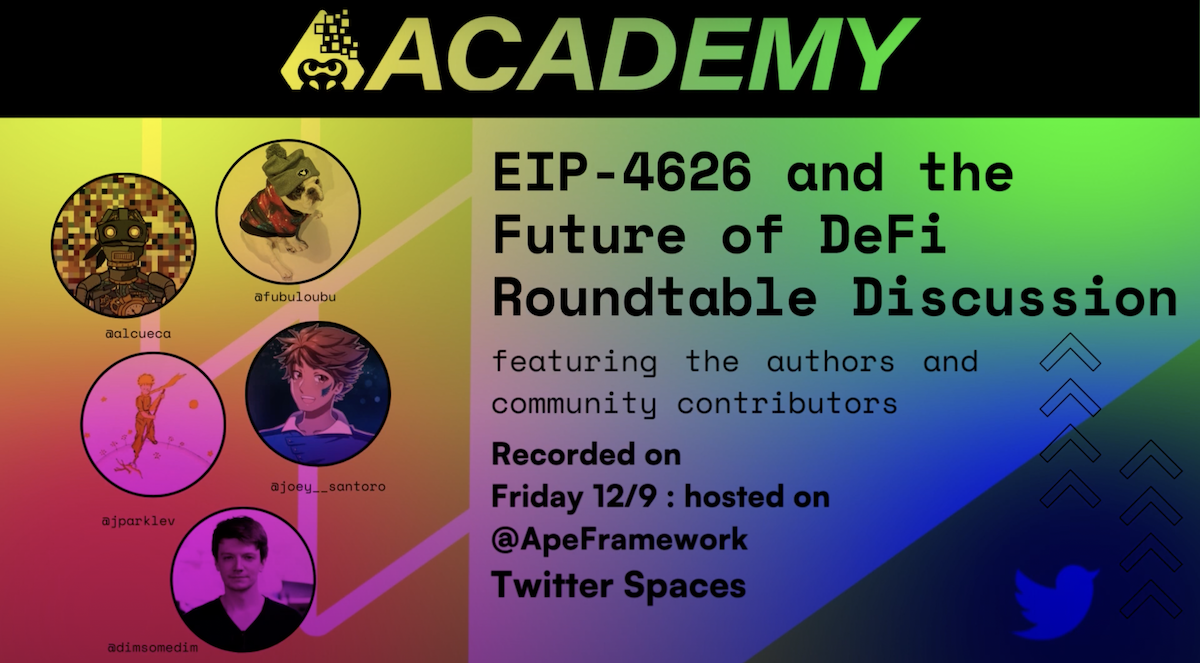 ACADEMY
EIP-4626 and the
Future of DeFi
Roundtable Discussion
featuring the authors and
community contributors
Recorded on
Friday 12/9 : hosted on
@ApeFramework
Twitter Spaces
@fubuloubu
@alcueca
@joey__santoro
@jparklev
@dimsomedim